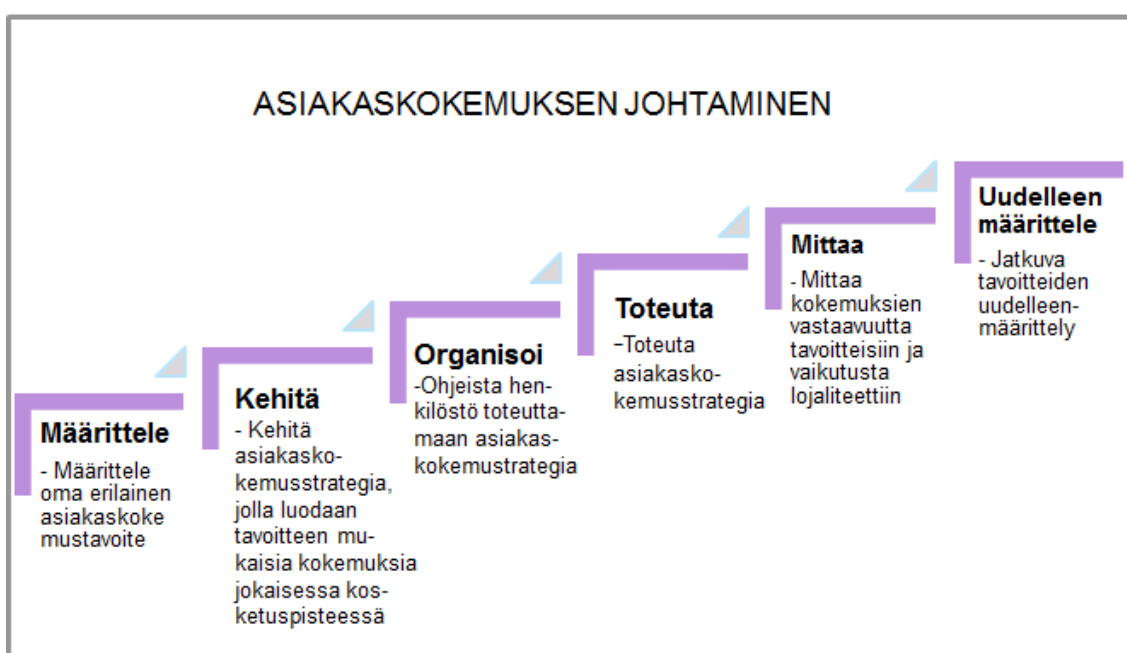 ASIAKASKOKEMUKSEN JOHTAMINEN
Määrittele
- Määrittele
oma erilainen
asiakaskoke
mustavoite
Kehitä
- Kehitä
asiakasko-
kemusstrategia,
jolla luodaan
tavoitteen mu-
kaisia kokemuksia
jokaisessa kos-
ketuspisteessä
Organisoi
-Ohjeista hen-
kilöstö toteutta-
maan asiakas-
kokemustrategia
Toteuta
-Toteuta
asiakasko-
kemusstrategia
Mittaa
- Mittaa
kokemuksien
vastaavuutta
tavoitteisiin ja
vaikutusta
lojaliteettiin
Uudelleen
määrittele
- Jatkuva
tavoitteiden
uudelleen-
määrittely